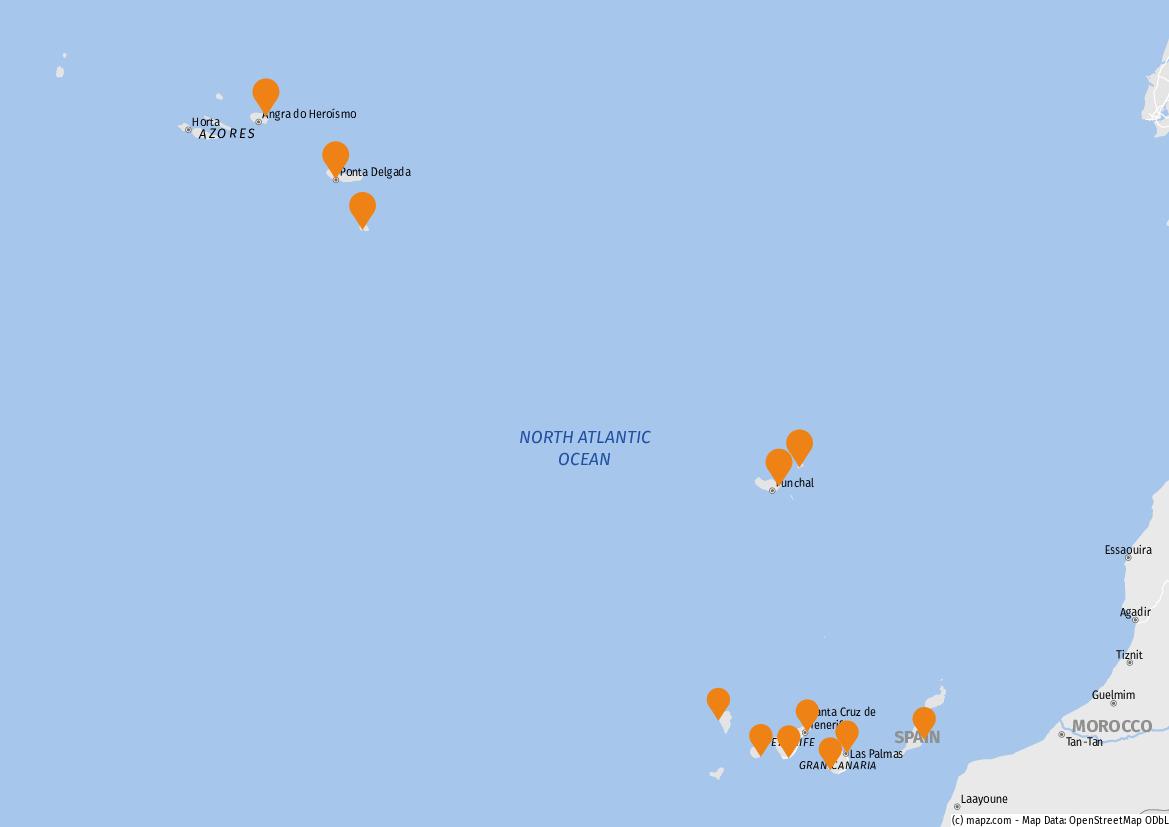 Angra do Heroísmo
Horta
AZORES
Ponta Delgada
NORTH ATLANTIC
OCEAN
Funchal
Essaouira
Agadir
Tiznit
Guelmim
MOROCCO
Tan-Tan
Santa Cruz de
Tenerife
SPAIN
TENERIFE
Las Palmas
GRAN CANARIA
Laayoune
(c) mapz.com - Map Data: OpenStreetMap ODbL